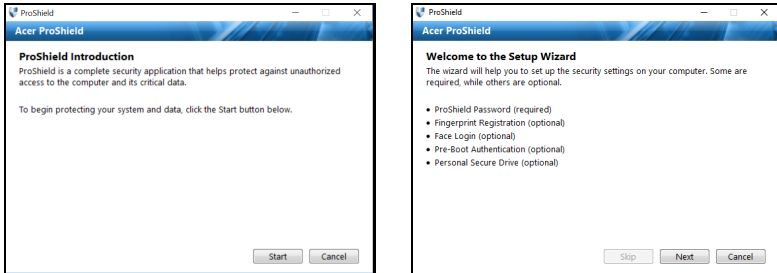 ProShield
Acer ProShield
ProShield Introduction
ProShield is a complete security application that helps protect against unauthorized
access to the computer and its critical data.
To begin protecting your system and data, click the Start button below.
Start
Cancel
ProShield
Acer ProShield
Welcome to the Setup Wizard
The wizard will help you to set up the security settings on your computer. Some are
required, while others are optional.
• ProShield Password (required)
• Fingerprint Registration (optional)
• Face Login (optional)
• Pre-Boot Authentication (optional)
• Personal Secure Drive (optional)
Skip
Next
Cancel